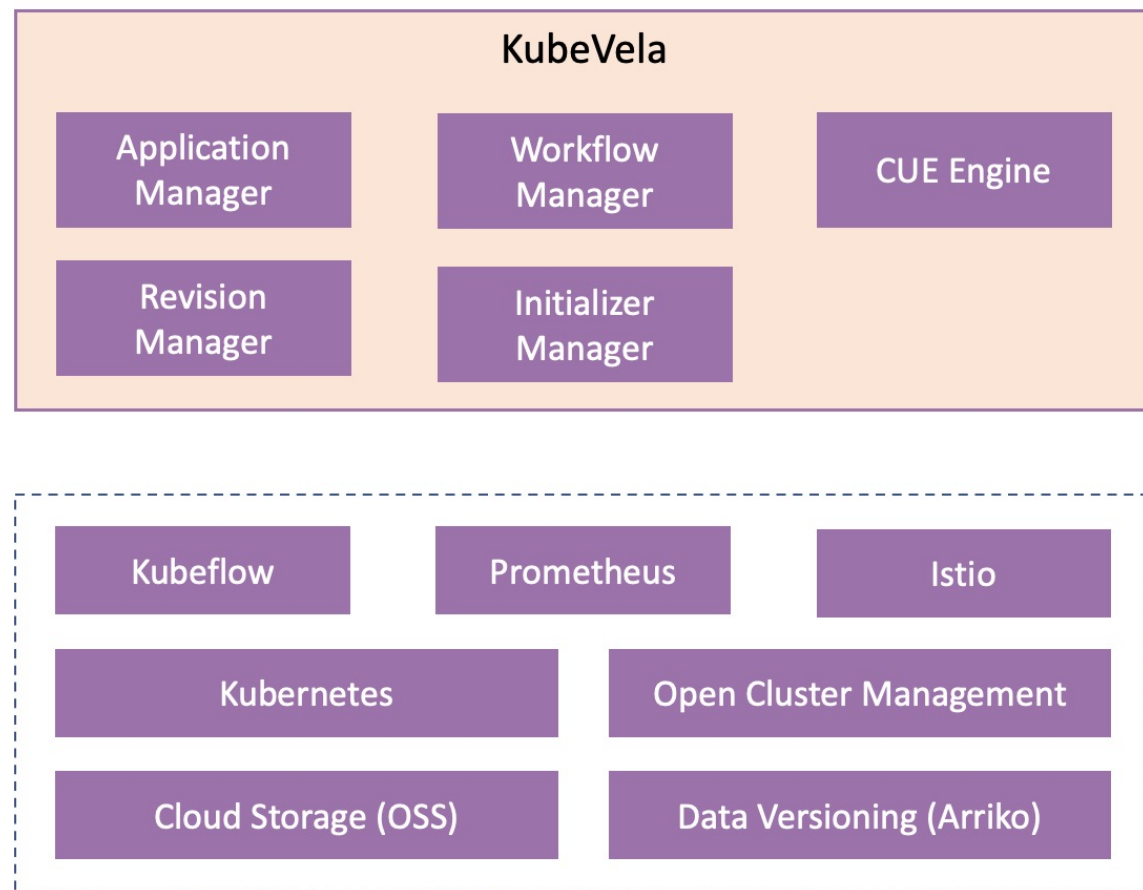 KubeVela
Application
Manager
Workflow
Manager
CUE Engine
Revision
Manager
Initializer
Manager
Kubeflow
Prometheus
Istio
Kubernetes
Open Cluster Management
Cloud Storage (OSS)
Data Versioning (Arriko)